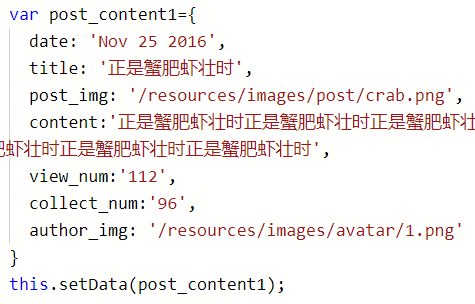 var post_content1={
date: 'Nov 25 2016',
title: '正是蟹肥虾壮时',
post_img: '/resources/images/post/crab.png',
content:'正是蟹肥虾壮时正是蟹肥虾壮时正是蟹肥虾壮
肥虾壮时正是蟹肥虾壮时正是蟹肥虾壮时',
view_num:'112',
collect_num:'96',
author_img: '/resources/images/avatar/1.png'
}
this.setData(post_content1);